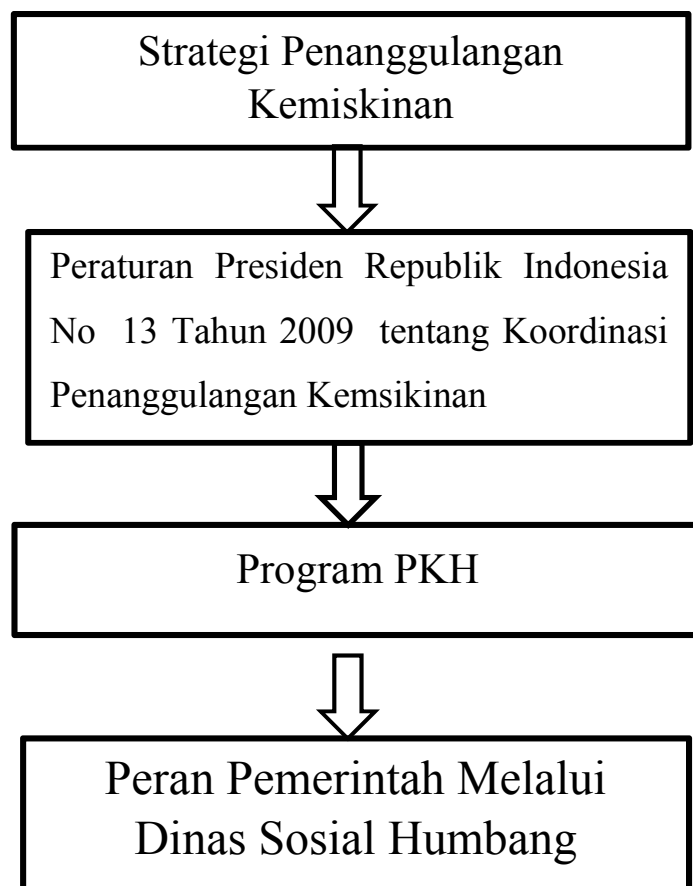 Strategi Penanggulangan
Kemiskinan
Peraturan Presiden Republik Indonesia
No 13 Tahun 2009 tentang Koordinasi
Penanggulangan Kemsikinan
Program PKH
Peran Pemerintah Melalui
Dinas Sosial Humbang